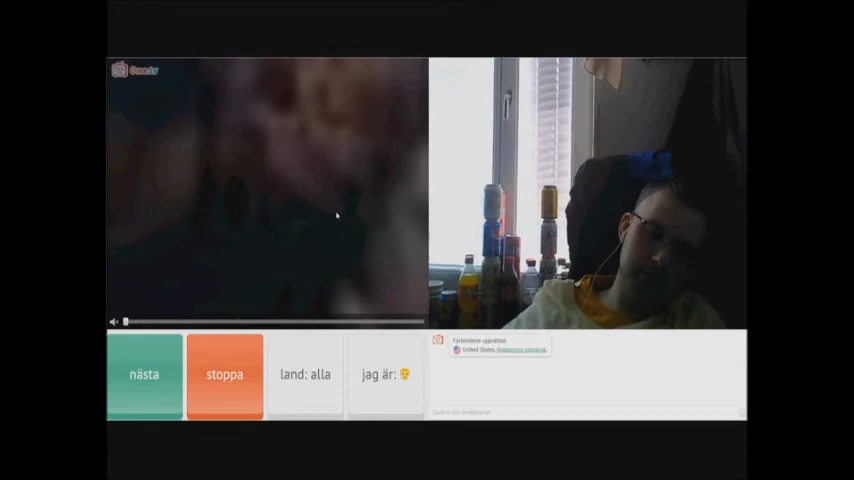 Ome.tv
nästa
stoppa
land: alla
jag är:
Förbindelse upprättad.
United States.